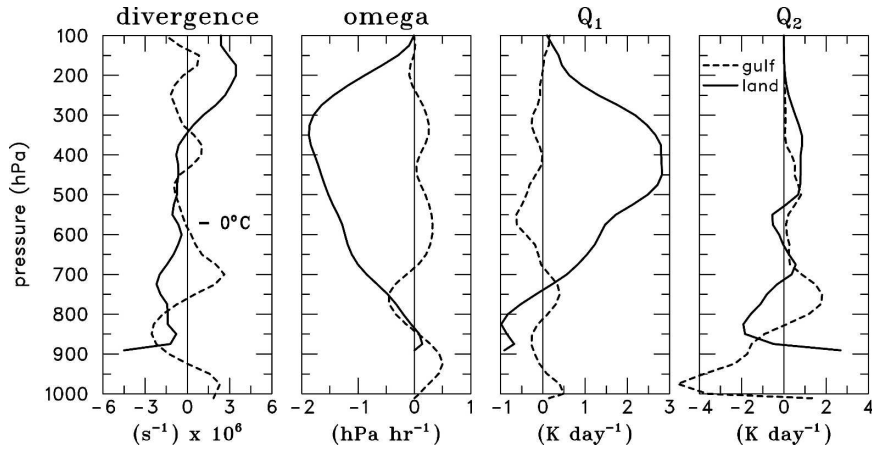 divergence omega Q₁ Q₂
100
200
300
400
500
600
700
800
900
1000
pressure (hPa)
– 0°C
gulf
land
−6 −3 0 3 6
−2 −1 0 1
−1 0 1 2 3
−4 −2 0 2 4
(s⁻¹) x 10⁶ (hPa hr⁻¹) (K day⁻¹) (K day⁻¹)